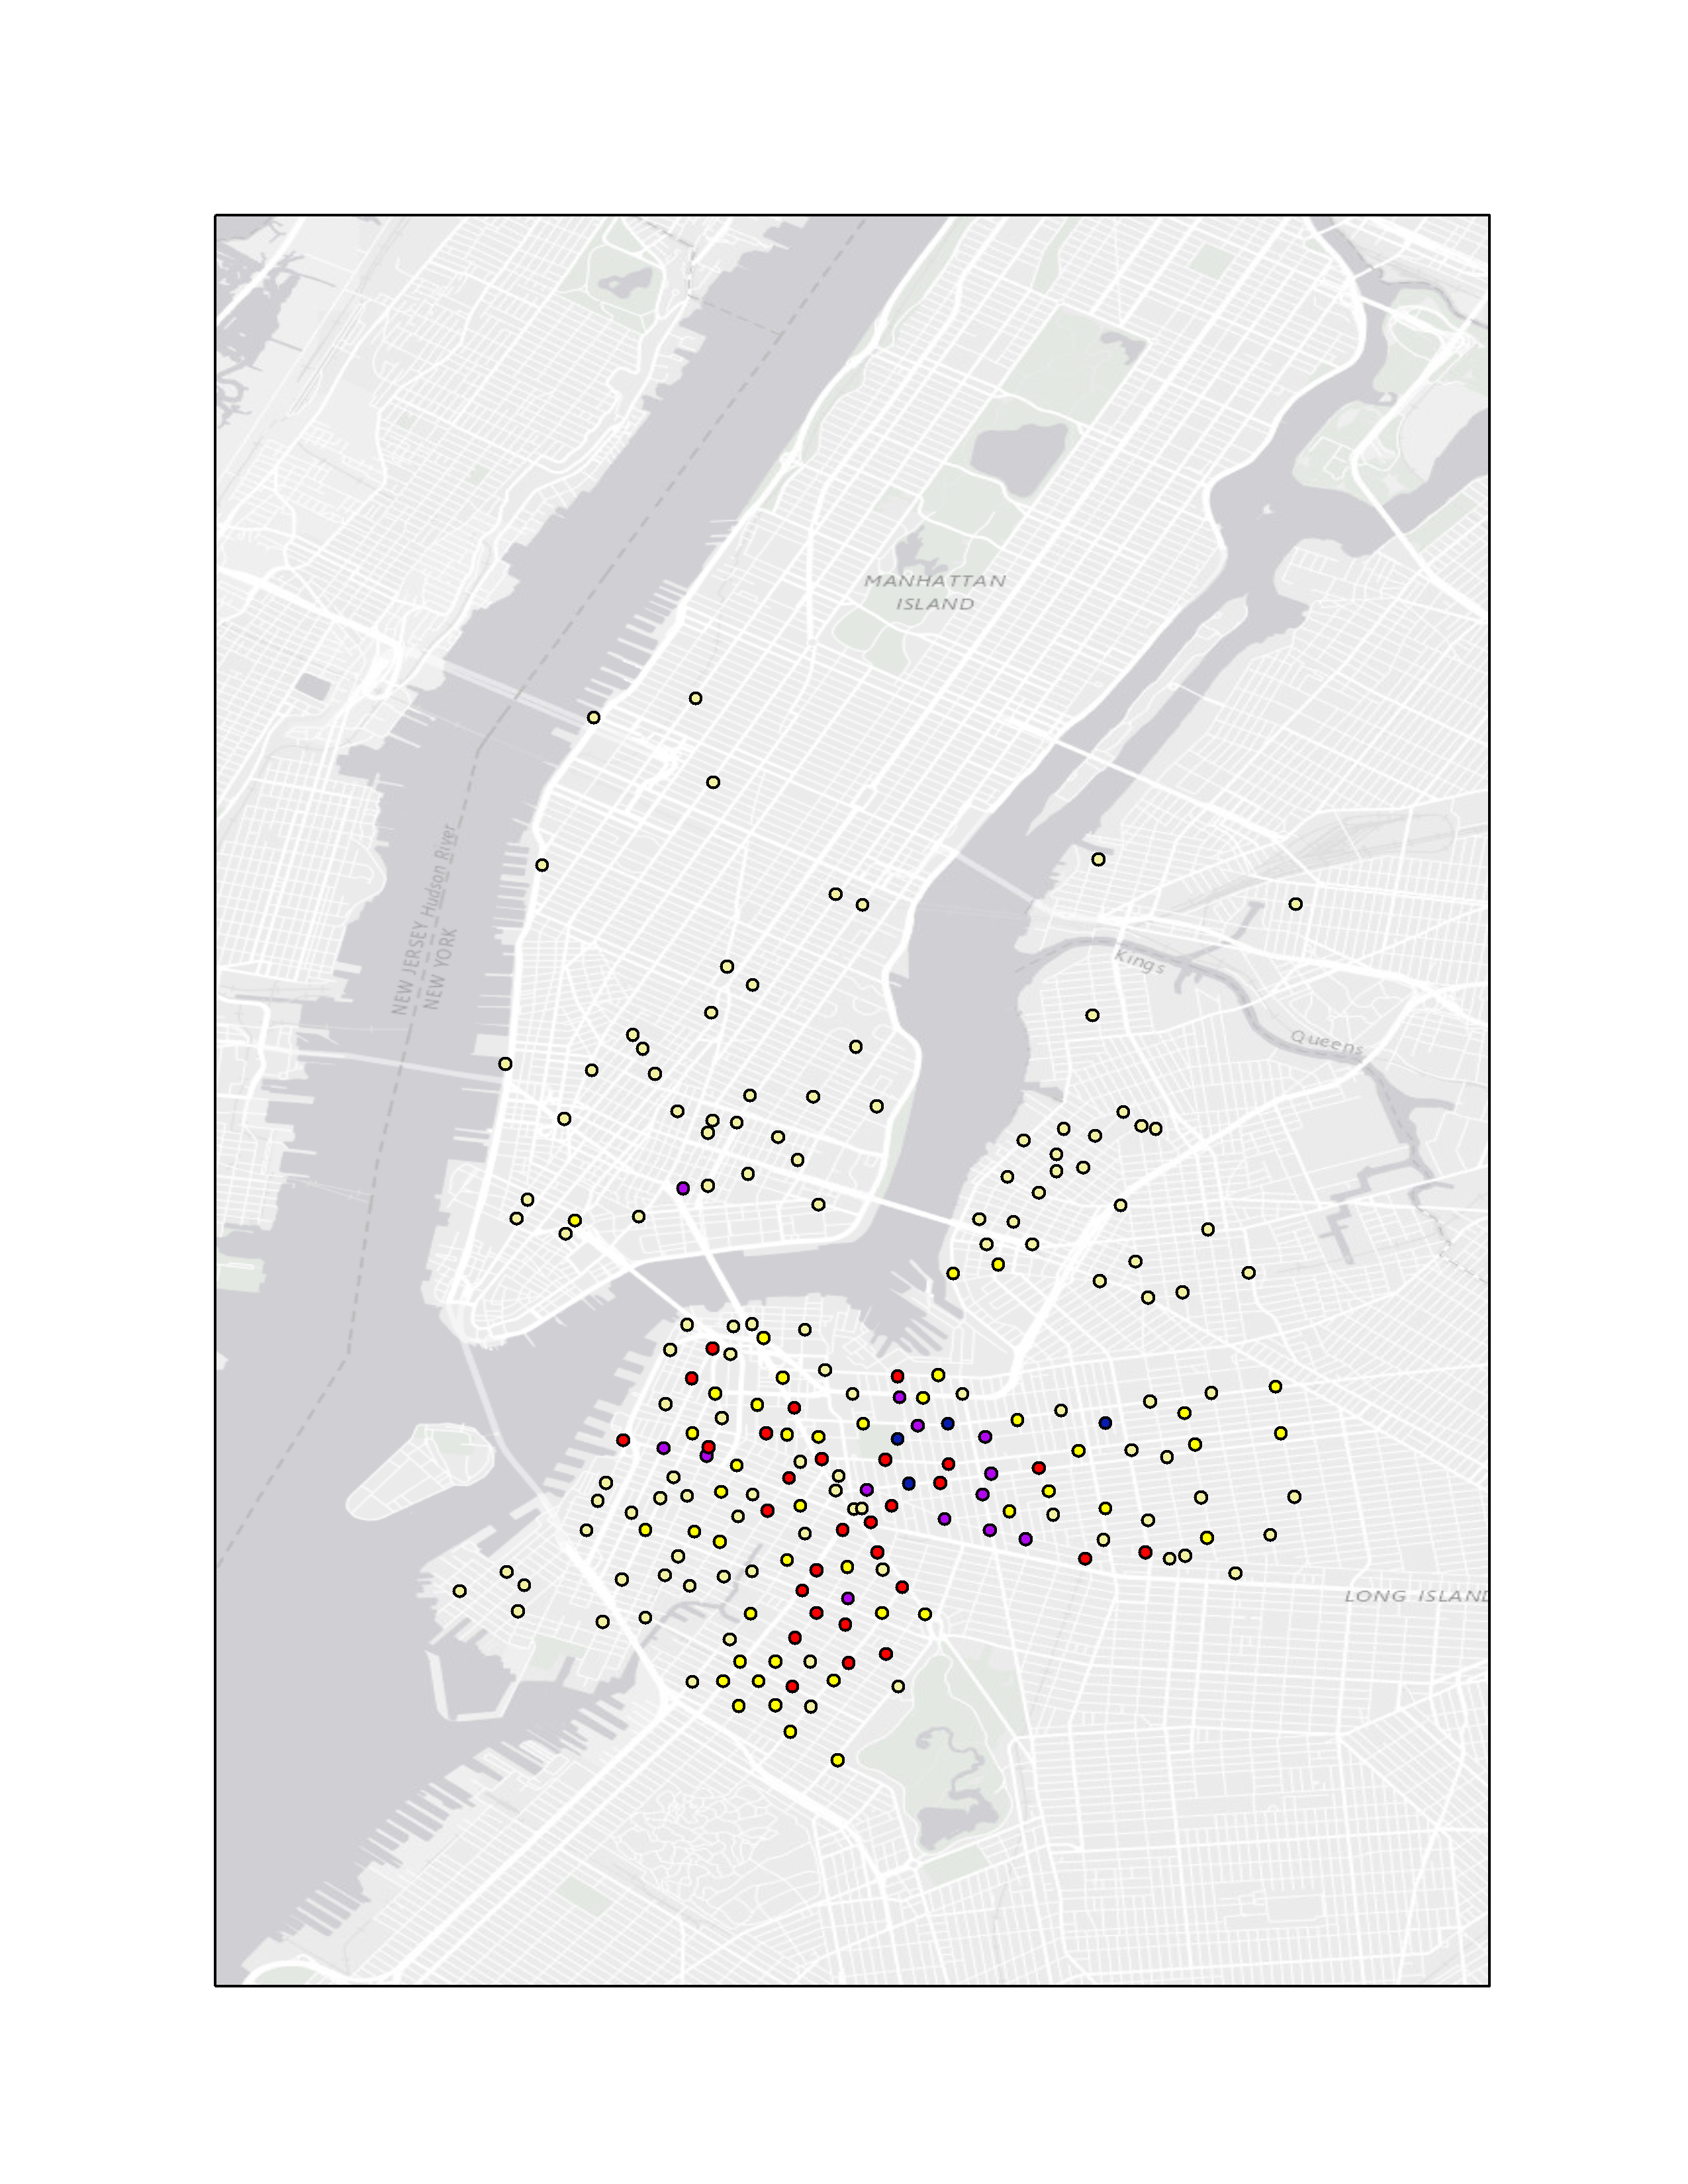 MANHATTAN
ISLAND
NEW JERSEY Hudson River
NEW YORK
Kings
Queens
LONG ISLAND